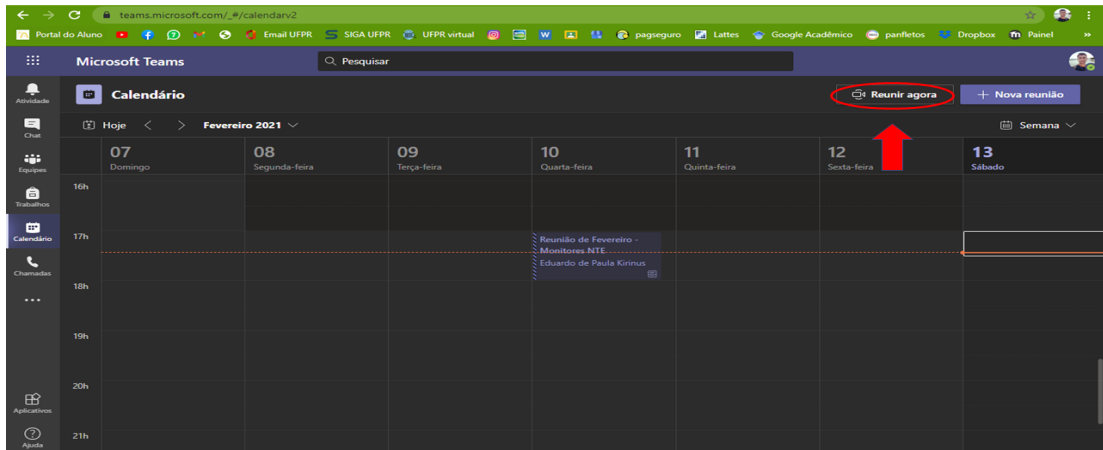 teams.microsoft.com/_#/calendarv2
Portal do Aluno Email UFPR SIGA UFPR UFPR virtual pagseguro Lattes Google Acadêmico panfletos Dropbox Painel »
Microsoft Teams
Pesquisar
Atividade
Calendário
Reunir agora
+ Nova reunião
Chat
Hoje < > Fevereiro 2021
Semana
Equipes
07 08 09 10 11 12 13
Domingo Segunda-feira Terça-feira Quarta-feira Quinta-feira Sexta-feira Sábado
Trabalhos
16h
Calendário
17h
Reunião de Fevereiro -
Monitores NTE
Eduardo de Paula Kirinus
Chamadas
18h
19h
20h
Aplicativos
21h
Ajuda